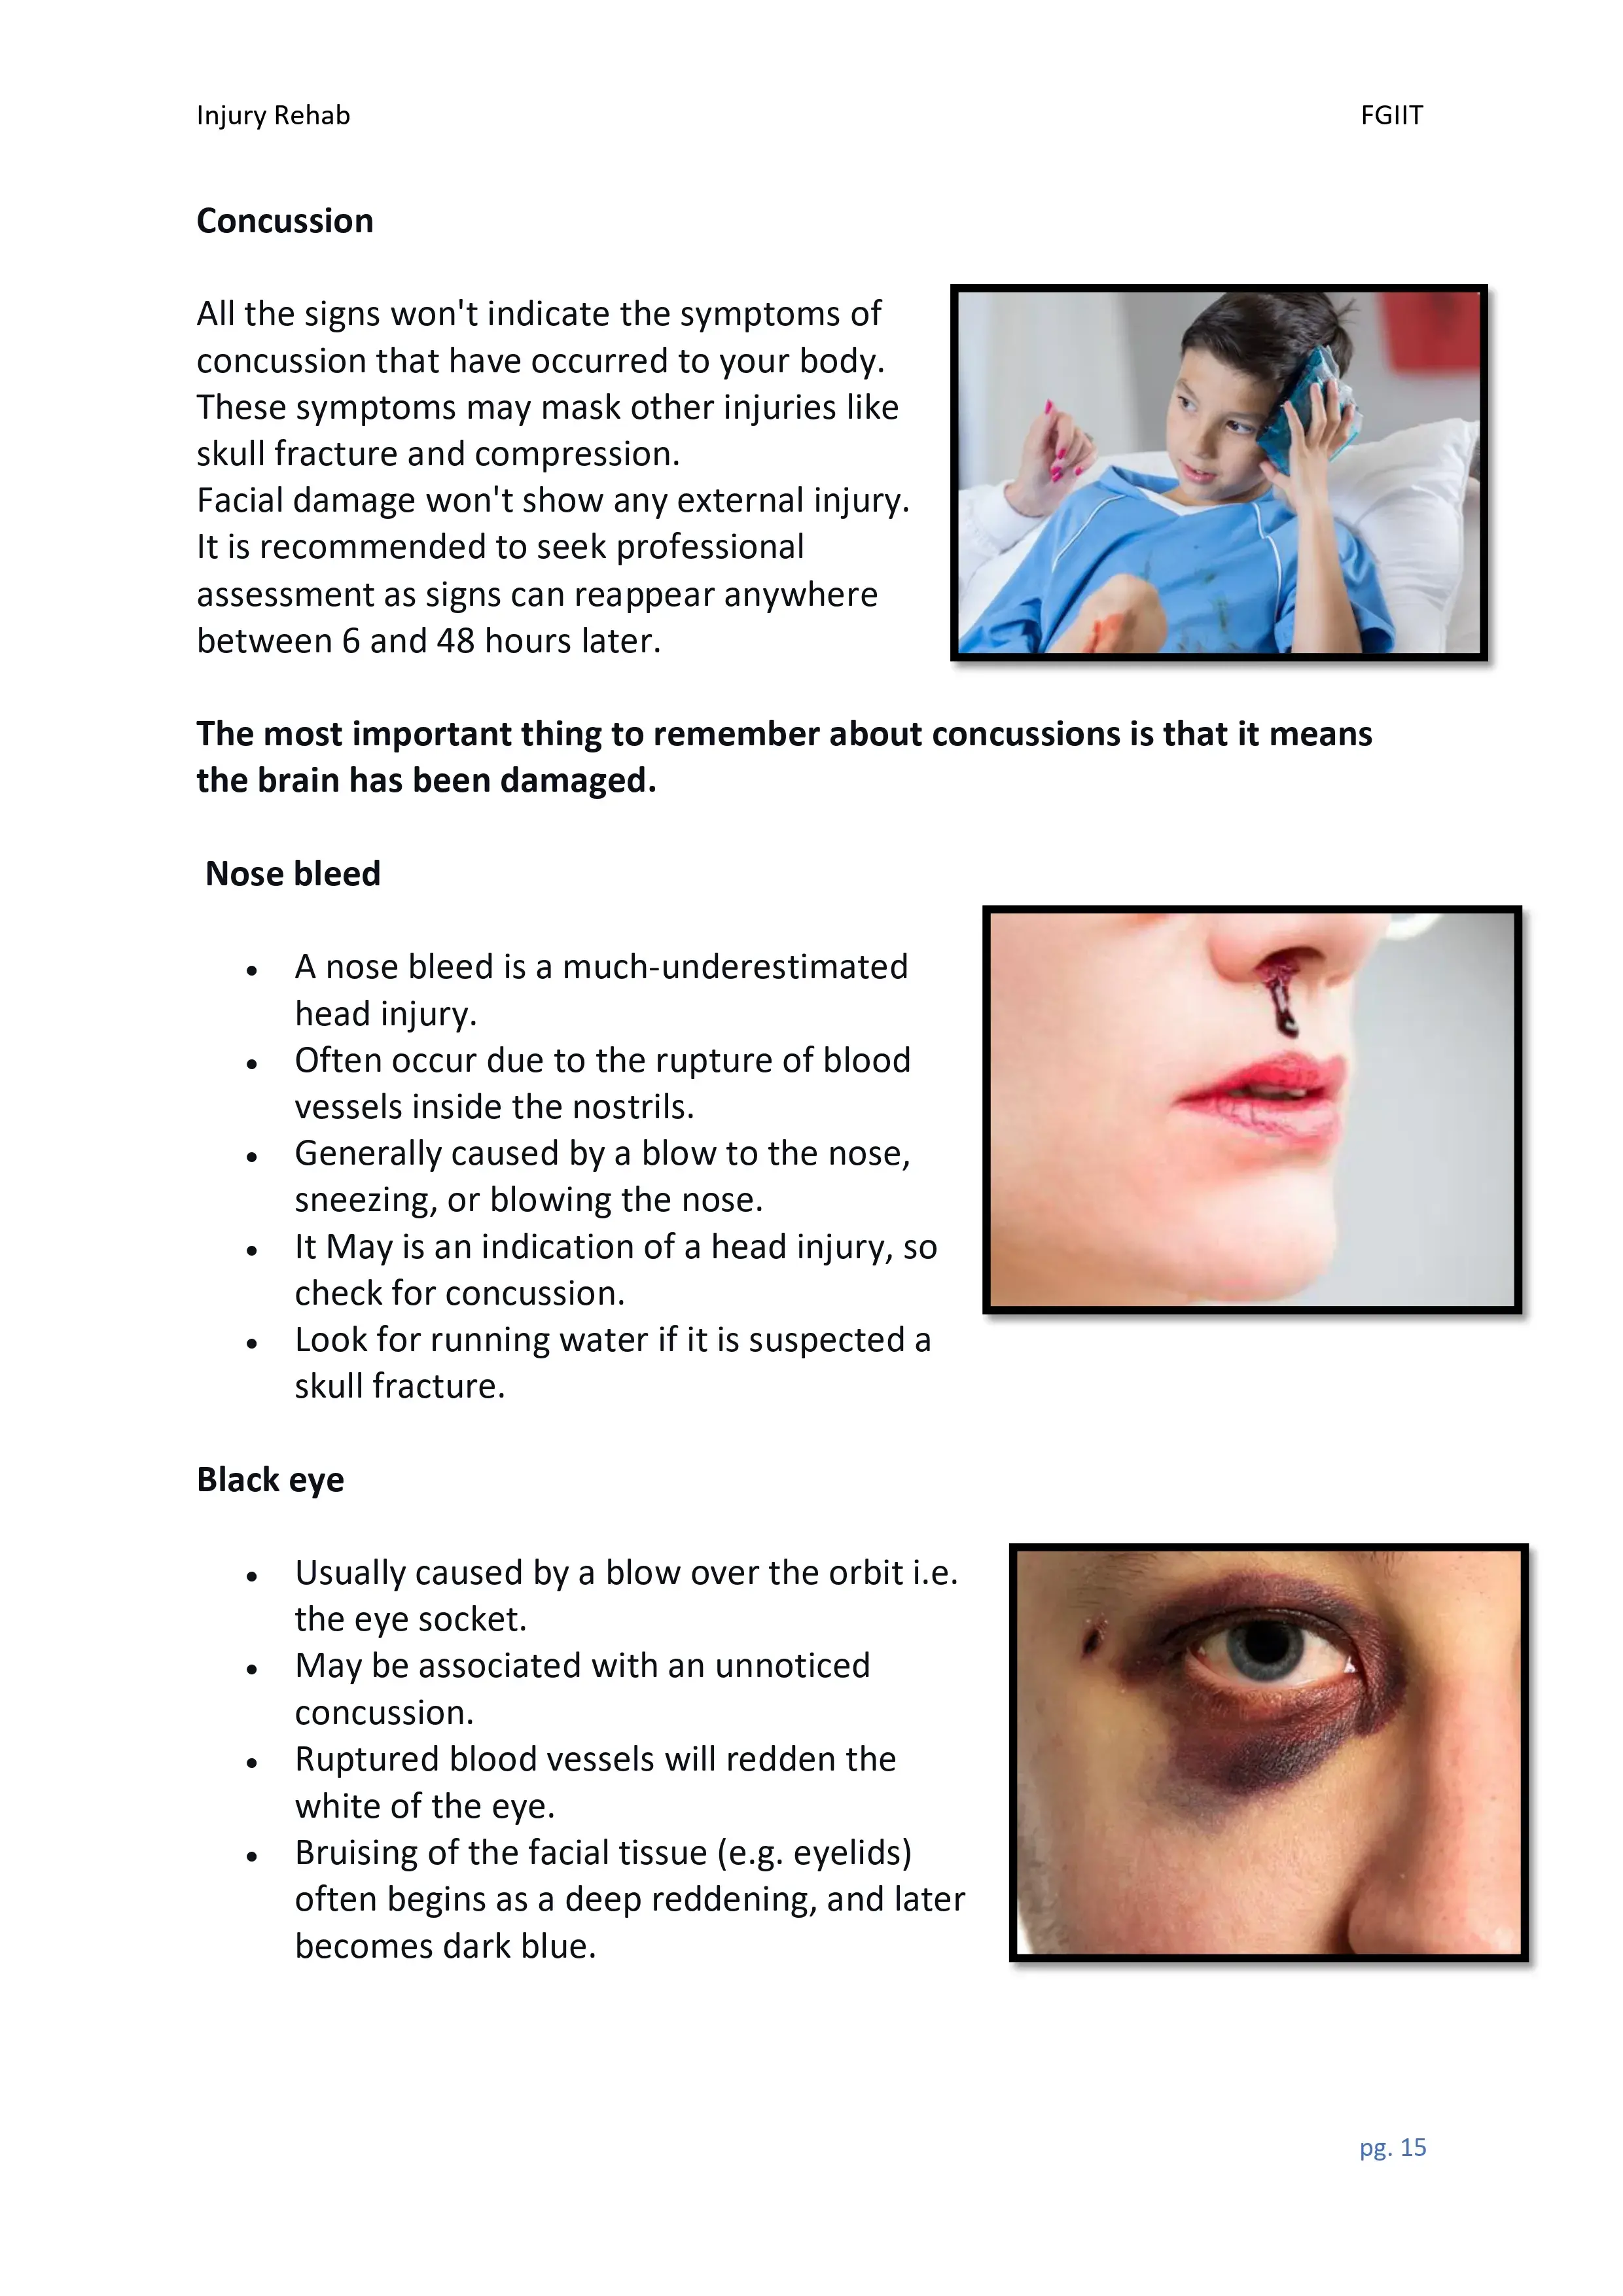 Injury Rehab FGIIT
Concussion
All the signs won't indicate the symptoms of
concussion that have occurred to your body.
These symptoms may mask other injuries like
skull fracture and compression.
Facial damage won't show any external injury.
It is recommended to seek professional
assessment as signs can reappear anywhere
between 6 and 48 hours later.
The most important thing to remember about concussions is that it means
the brain has been damaged.
Nose bleed
• A nose bleed is a much-underestimated
head injury.
• Often occur due to the rupture of blood
vessels inside the nostrils.
• Generally caused by a blow to the nose,
sneezing, or blowing the nose.
• It May is an indication of a head injury, so
check for concussion.
• Look for running water if it is suspected a
skull fracture.
Black eye
• Usually caused by a blow over the orbit i.e.
the eye socket.
• May be associated with an unnoticed
concussion.
• Ruptured blood vessels will redden the
white of the eye.
• Bruising of the facial tissue (e.g. eyelids)
often begins as a deep reddening, and later
becomes dark blue.
pg. 15